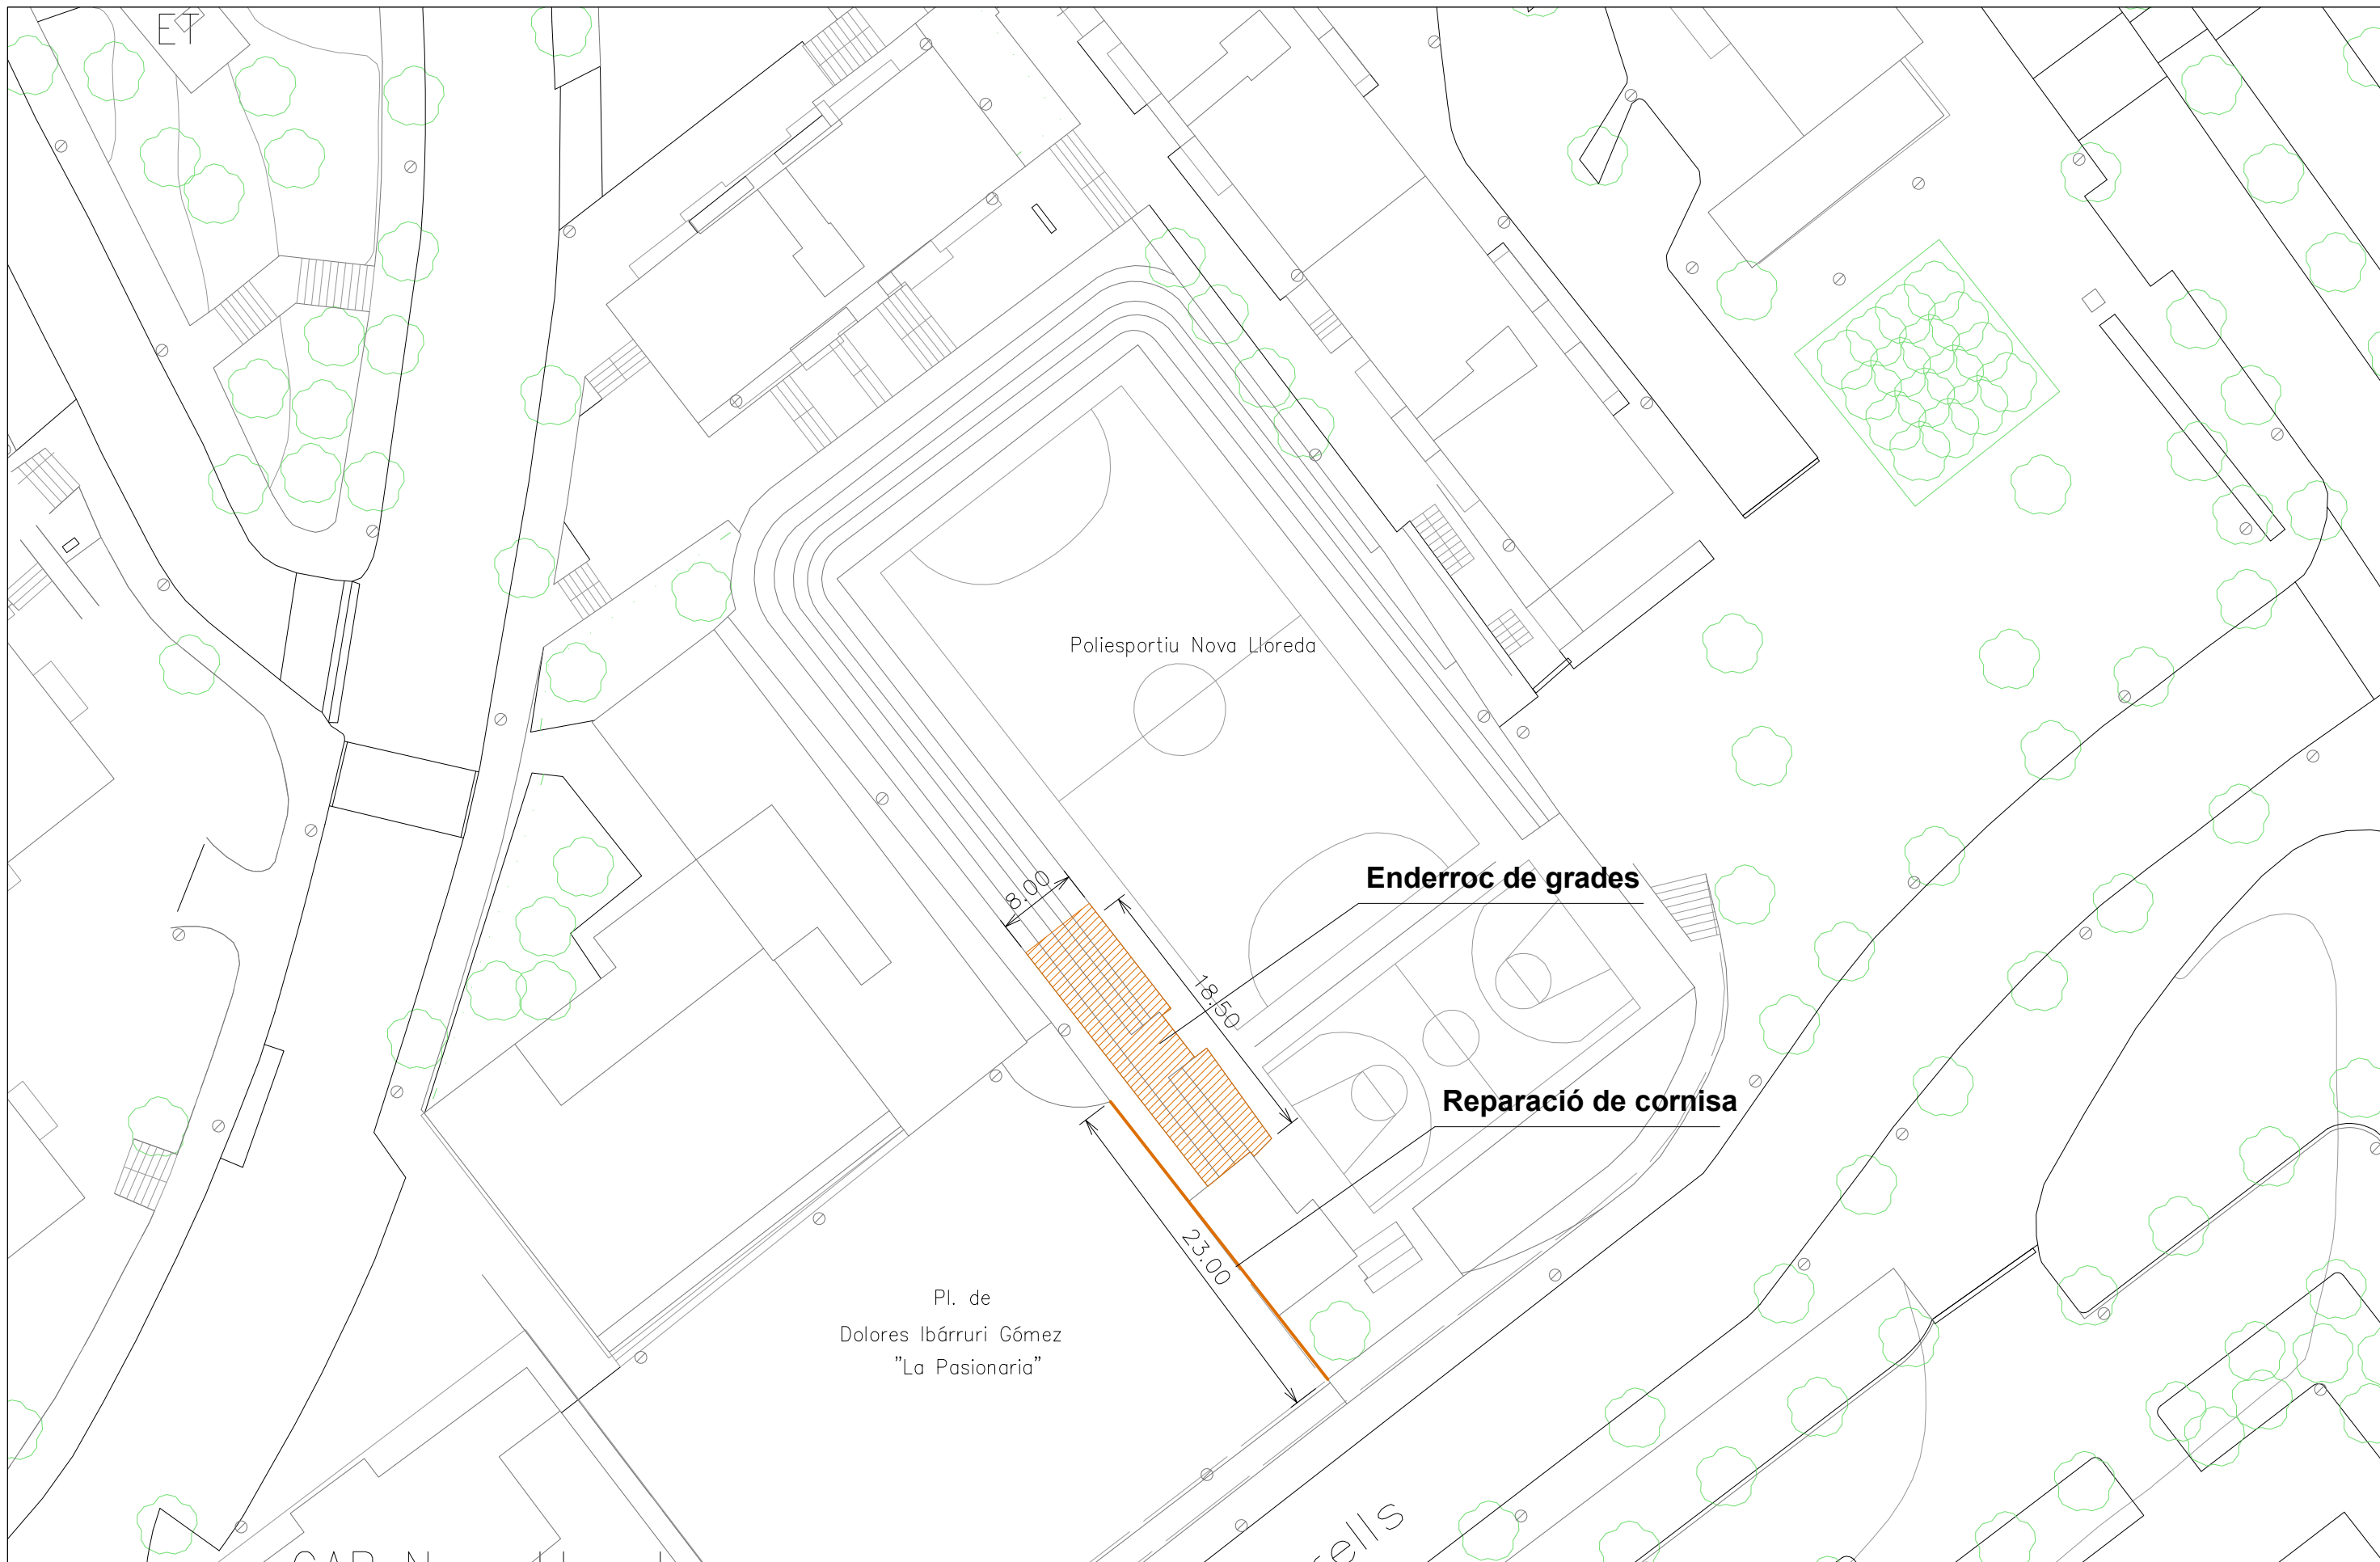 ET
Poliesportiu Nova Lloreda
8.00
Enderroc de grades
18.50
Reparació de cornisa
23.00
Pl. de
Dolores Ibárruri Gómez
"La Pasionaria"